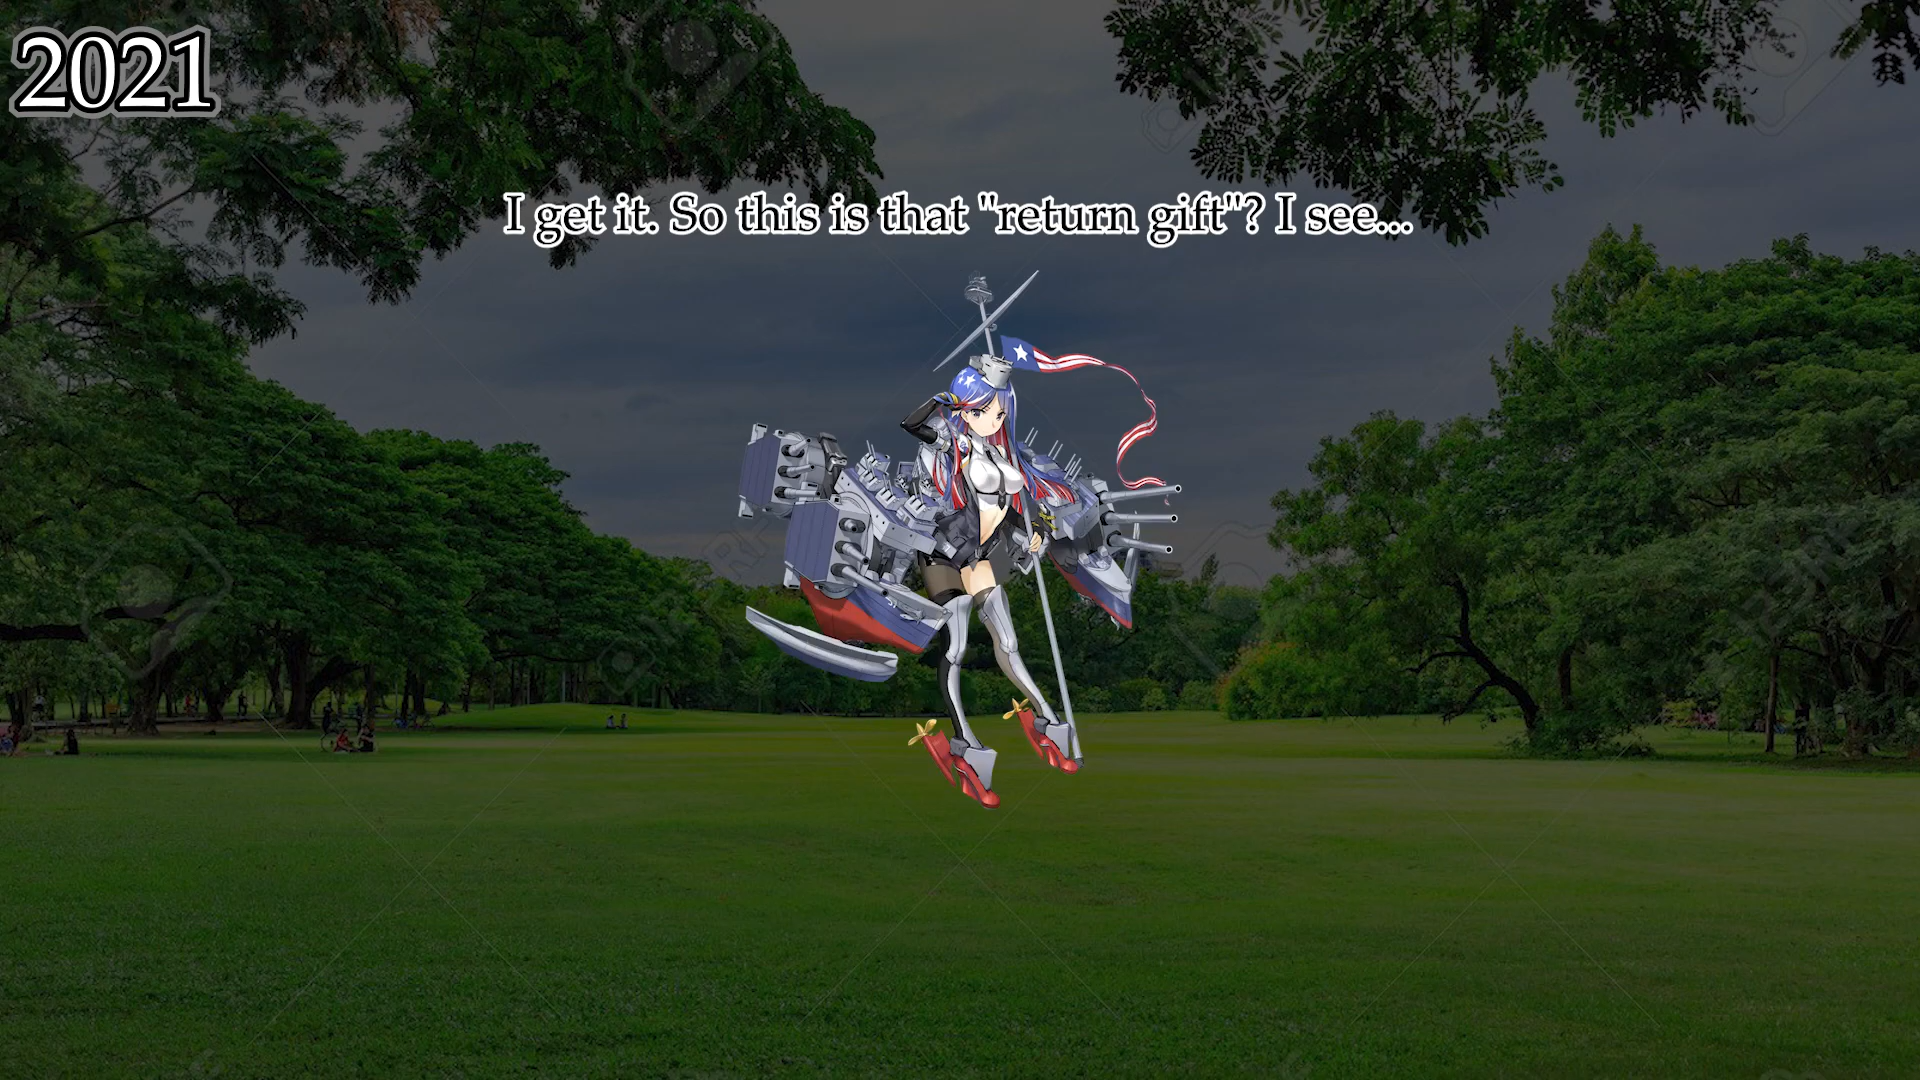 2021
I get it. So this is that "return gift"? I see...